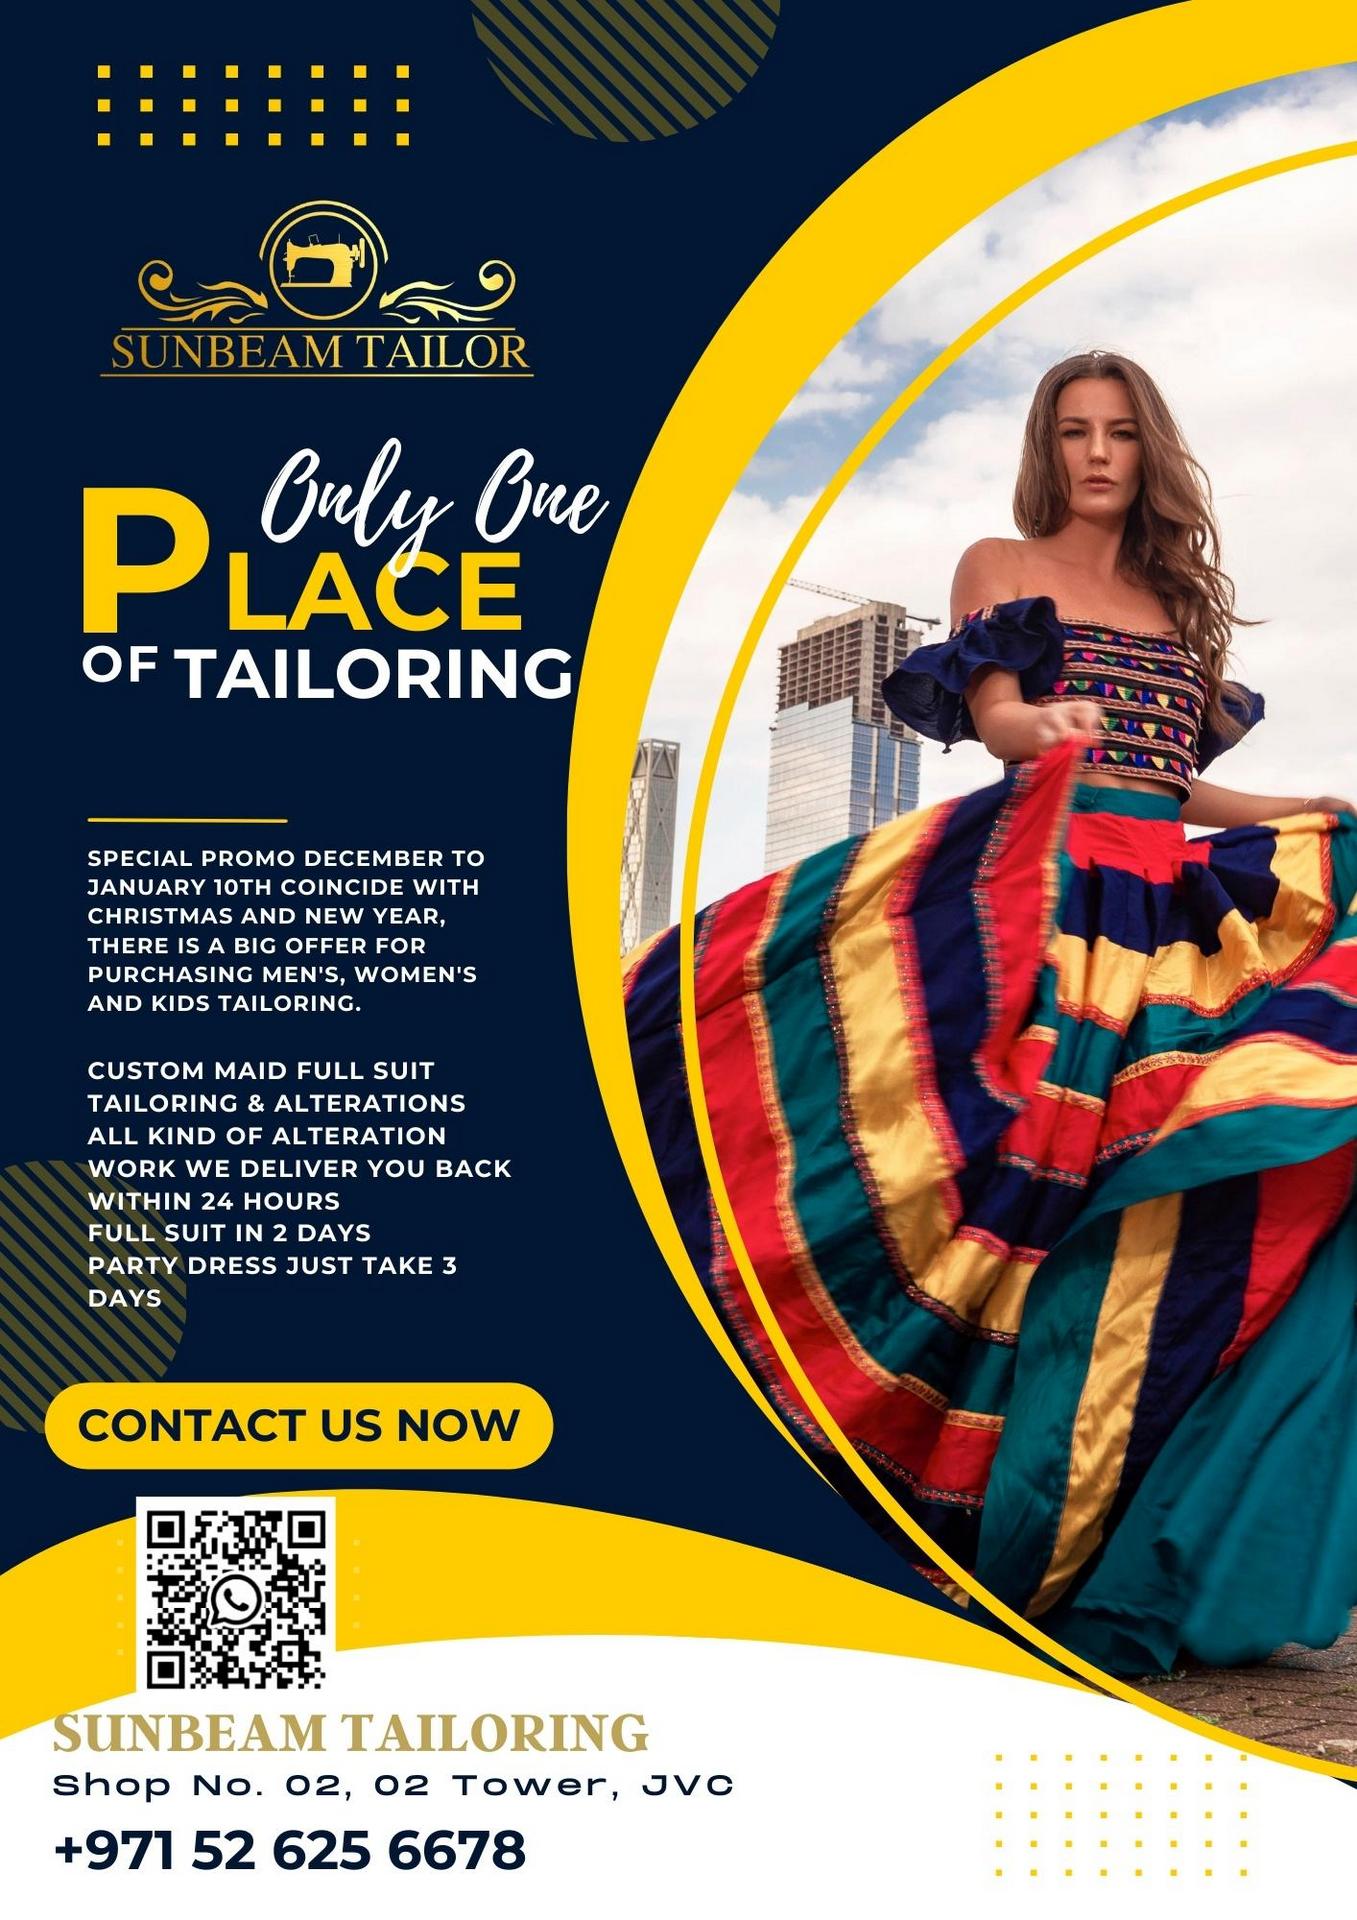 SUNBEAM TAILOR
Only One
PLACE
OF TAILORING
SPECIAL PROMO DECEMBER TO
JANUARY 10TH COINCIDE WITH
CHRISTMAS AND NEW YEAR,
THERE IS A BIG OFFER FOR
PURCHASING MEN'S, WOMEN'S
AND KIDS TAILORING.
CUSTOM MAID FULL SUIT
TAILORING & ALTERATIONS
ALL KIND OF ALTERATION
WORK WE DELIVER YOU BACK
WITHIN 24 HOURS
FULL SUIT IN 2 DAYS
PARTY DRESS JUST TAKE 3
DAYS
CONTACT US NOW
SUNBEAM TAILORING
Shop No. 02, 02 Tower, JVC
+971 52 625 6678